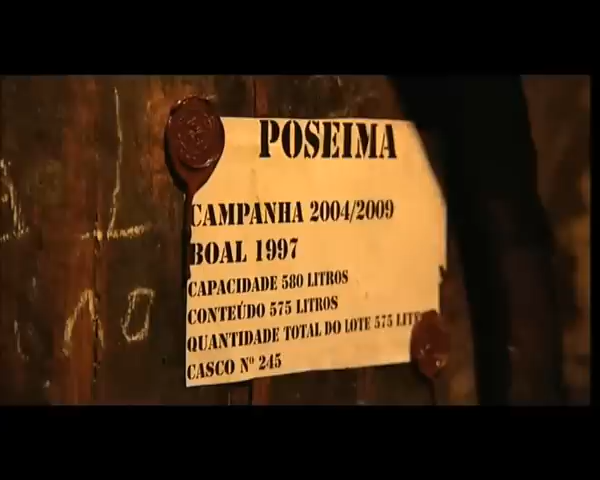 POSEIMA
CAMPANHA 2004/2009
BOAL 1997
CAPACIDADE 580 LITROS
CONTEÚDO 575 LITROS
QUANTIDADE TOTAL DO LOTE 575
CASCO Nº 245